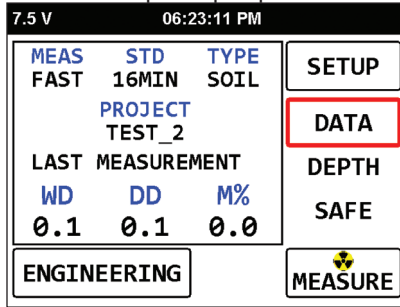 7.5 V 06:23:11 PM
MEAS STD TYPE
FAST 16MIN SOIL
PROJECT
TEST_2
LAST MEASUREMENT
WD DD M%
0.1 0.1 0.0
SETUP
DATA
DEPTH
SAFE
ENGINEERING
MEASURE